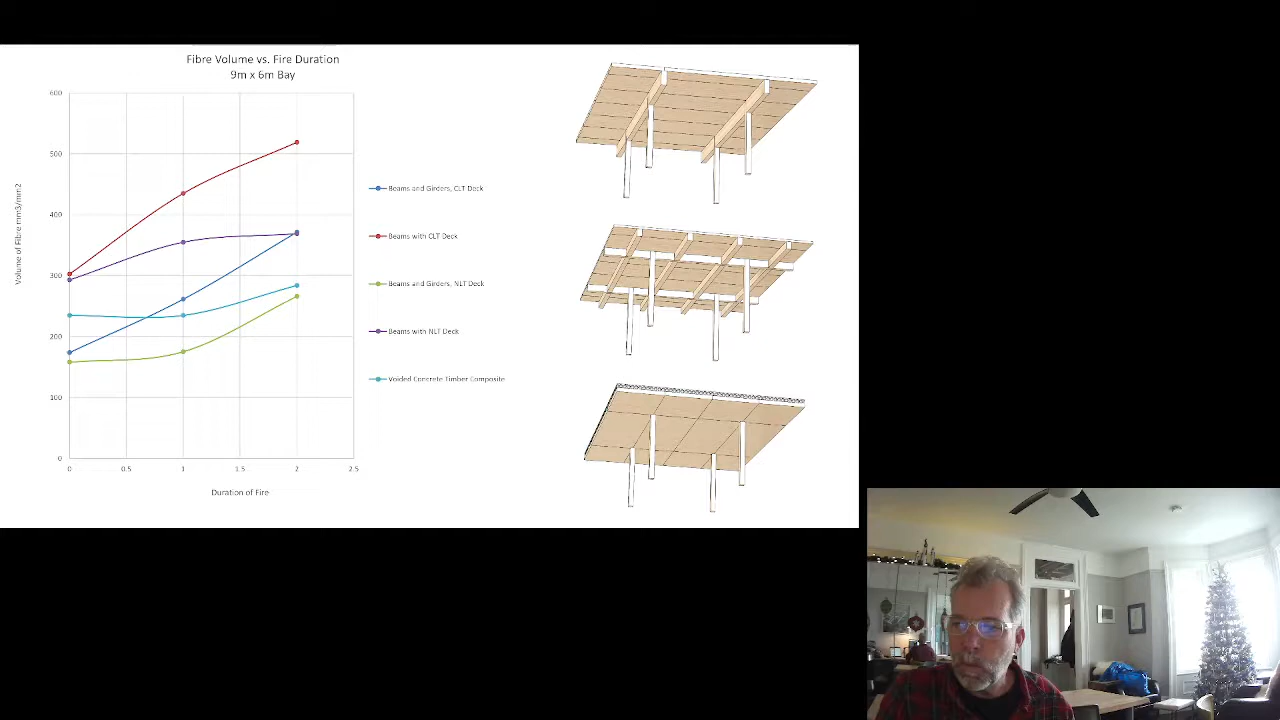 Fibre Volume vs. Fire Duration
9m x 6m Bay
600
500
400
300
200
100
0
Volume of Fibre mm3/mm2
0
0.5
1
1.5
2
2.5
Duration of Fire
Beams and Girders, CLT Deck
Beams with CLT Deck
Beams and Girders, NLT Deck
Beams with NLT Deck
Voided Concrete Timber Composite